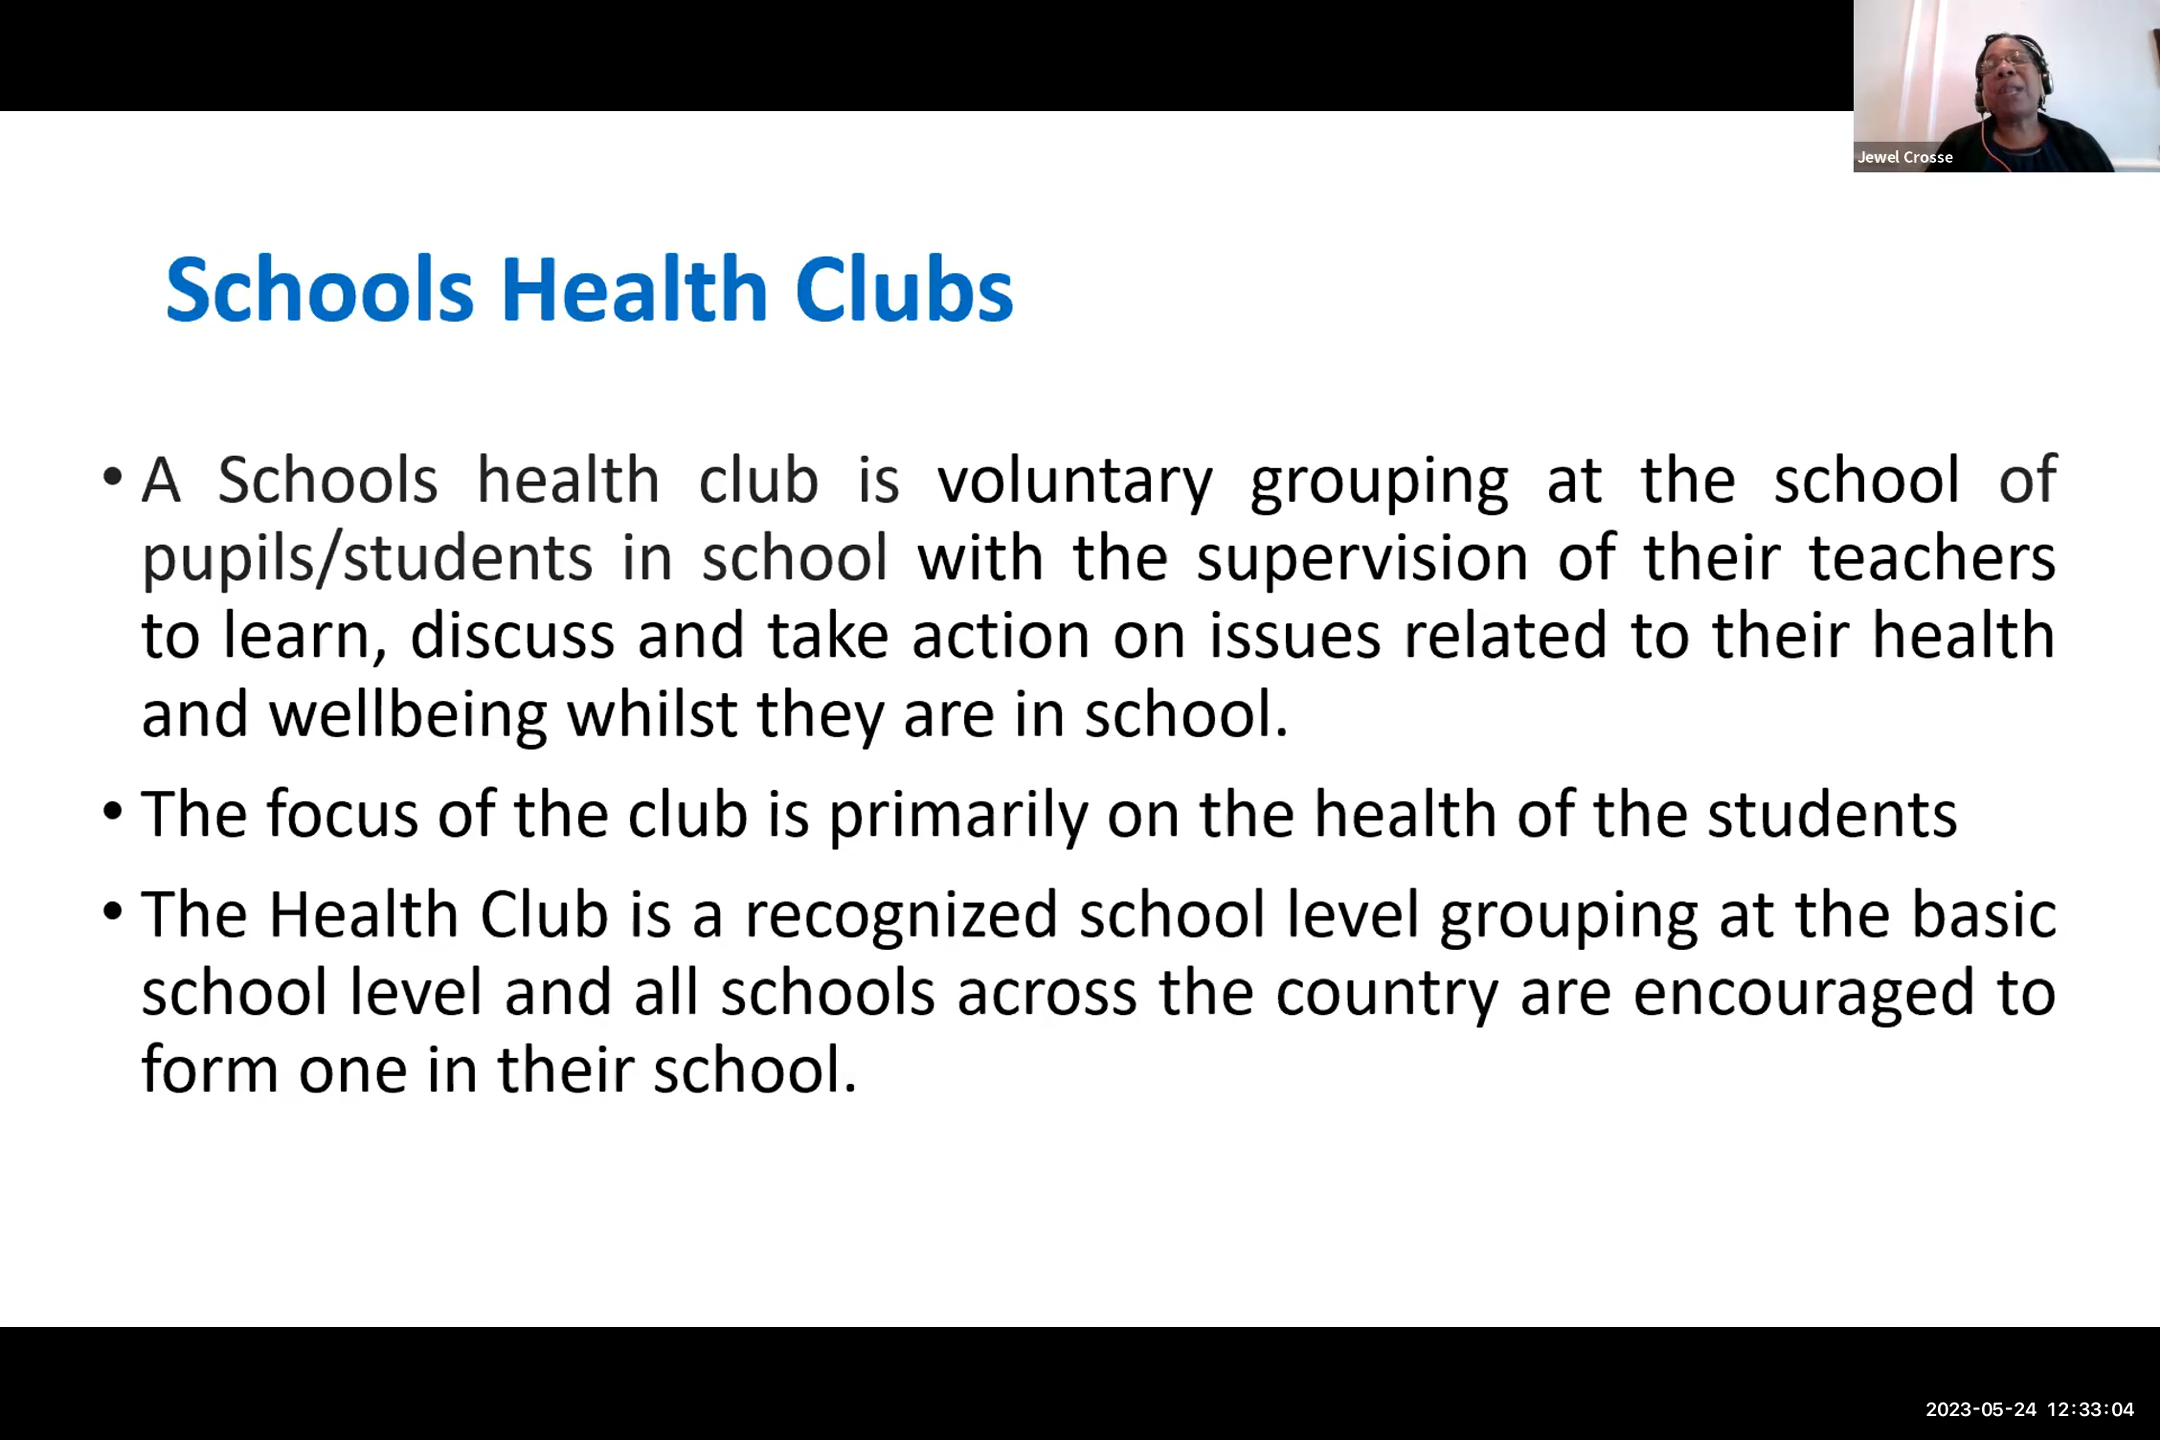 Jewel Crosse
Schools Health Clubs
• A Schools health club is voluntary grouping at the school of
pupils/students in school with the supervision of their teachers
to learn, discuss and take action on issues related to their health
and wellbeing whilst they are in school.
• The focus of the club is primarily on the health of the students
• The Health Club is a recognized school level grouping at the basic
school level and all schools across the country are encouraged to
form one in their school.
2023-05-24 12:33:04